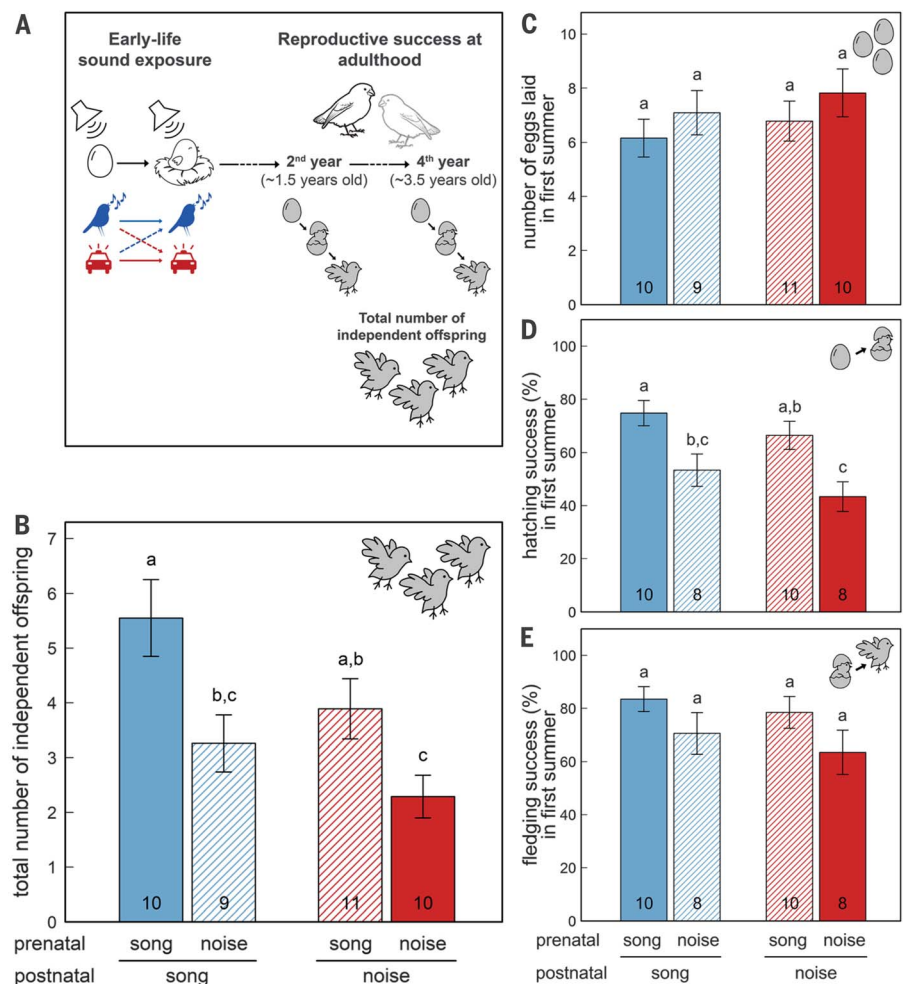 A
Early-life
sound exposure
Reproductive success at
adulthood
2nd year
(~1.5 years old)
4th year
(~3.5 years old)
Total number of
independent offspring
B
total number of independent offspring
7
6
5
4
3
2
1
0
a
b,c
a,b
c
10
9
11
10
prenatal
song
noise
song
noise
postnatal
song
noise
C
number of eggs laid
in first summer
10
8
6
4
2
0
a
a
a
a
10
9
11
10
D
hatching success (%)
in first summer
100
80
60
40
20
0
a
b,c
a,b
c
10
8
10
8
E
fledging success (%)
in first summer
100
80
60
40
20
0
a
a
a
a
10
8
10
8
prenatal
song
noise
song
noise
postnatal
song
noise